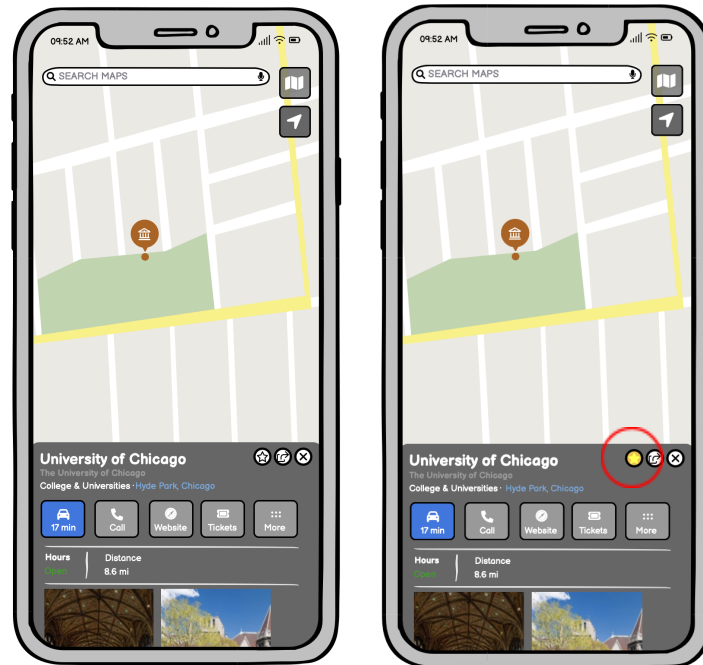 09:52 AM
SEARCH MAPS
University of Chicago
The University of Chicago
College & Universities · Hyde Park, Chicago
17 min
Call
Website
Tickets
More
Hours
Distance
Open
8.6 mi
09:52 AM
SEARCH MAPS
University of Chicago
The University of Chicago
College & Universities · Hyde Park, Chicago
17 min
Call
Website
Tickets
More
Hours
Distance
Open
8.6 mi